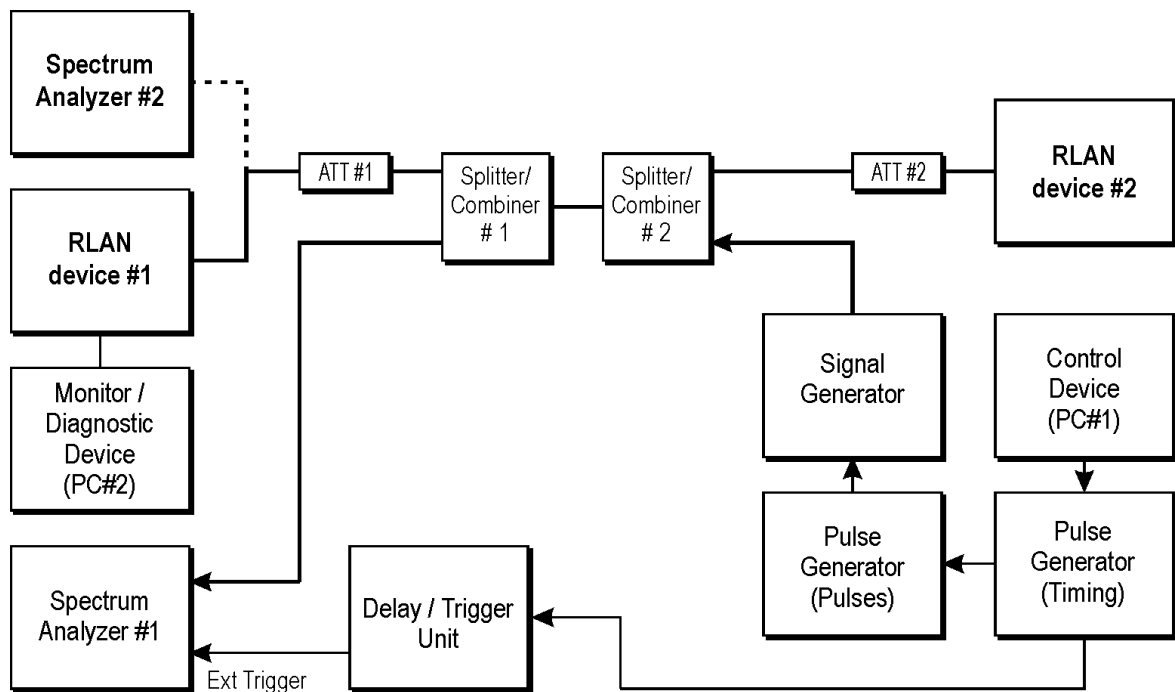 Spectrum
Analyzer #2
ATT #1
Splitter/
Combiner
# 1
Splitter/
Combiner
# 2
ATT #2
RLAN
device #2
RLAN
device #1
Monitor /
Diagnostic
Device
(PC#2)
Signal
Generator
Control
Device
(PC#1)
Spectrum
Analyzer #1
Ext Trigger
Delay / Trigger
Unit
Pulse
Generator
(Pulses)
Pulse
Generator
(Timing)